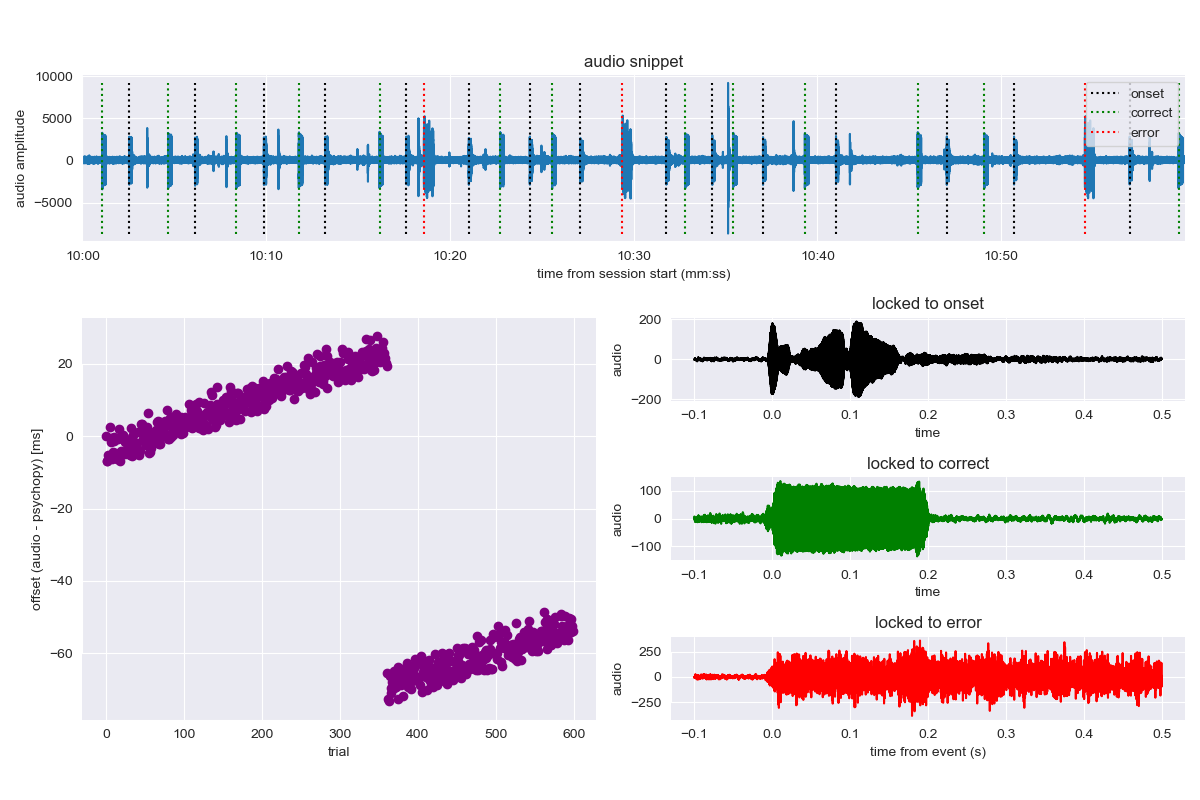 audio snippet
10000
5000
0
−5000
audio amplitude
onset
correct
error
10:00 10:10 10:20 10:30 10:40 10:50
time from session start (mm:ss)
20
0
−20
−40
−60
offset (audio - psychopy) [ms]
0 100 200 300 400 500 600
trial
locked to onset
200
0
−200
audio
−0.1 0.0 0.1 0.2 0.3 0.4 0.5
time
locked to correct
100
0
−100
audio
−0.1 0.0 0.1 0.2 0.3 0.4 0.5
time
locked to error
250
0
−250
audio
−0.1 0.0 0.1 0.2 0.3 0.4 0.5
time from event (s)